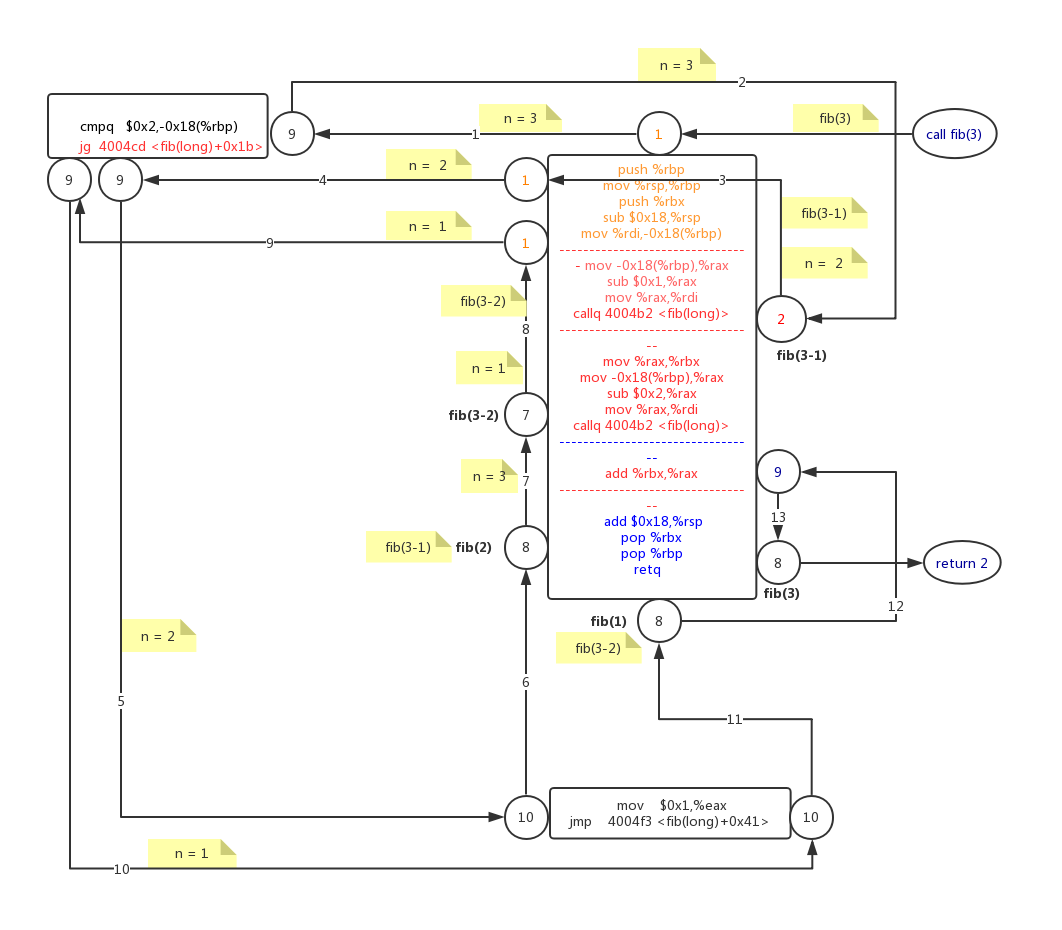 n = 3
2
cmpq $0x2,-0x18(%rbp)
jg 4004cd <fib(long)+0x1b>
9
1
n = 3
1
fib(3)
call fib(3)
9
9
4
n = 2
1
push %rbp
mov %rsp,%rbp
push %rbx
sub $0x18,%rsp
mov %rdi,-0x18(%rbp)
3
fib(3-1)
n = 2
9
n = 1
1
- mov -0x18(%rbp),%rax
sub $0x1,%rax
mov %rax,%rdi
callq 4004b2 <fib(long)>
2
fib(3-1)
fib(3-2)
8
n = 1
--
mov %rax,%rbx
mov -0x18(%rbp),%rax
sub $0x2,%rax
mov %rax,%rdi
callq 4004b2 <fib(long)>
fib(3-2)
7
n = 3
7
--
add %rbx,%rax
9
--
13
add $0x18,%rsp
pop %rbx
pop %rbp
retq
fib(3-1)
fib(2)
8
8
return 2
fib(3)
12
fib(1)
8
fib(3-2)
n = 2
5
6
11
10
mov $0x1,%eax
jmp 4004f3 <fib(long)+0x41>
10
n = 1
10